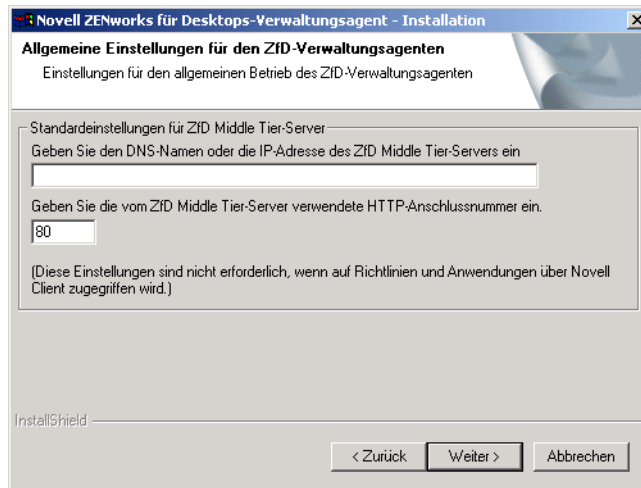 Novell ZENworks für Desktops-Verwaltungsagent - Installation
Allgemeine Einstellungen für den ZfD-Verwaltungsagenten
Einstellungen für den allgemeinen Betrieb des ZfD-Verwaltungsagenten
Standardeinstellungen für ZfD Middle Tier-Server
Geben Sie den DNS-Namen oder die IP-Adresse des ZfD Middle Tier-Servers ein
Geben Sie die vom ZfD Middle Tier-Server verwendete HTTP-Anschlussnummer ein.
80
(Diese Einstellungen sind nicht erforderlich, wenn auf Richtlinien und Anwendungen über Novell
Client zugegriffen wird.)
InstallShield
< Zurück Weiter > Abbrechen